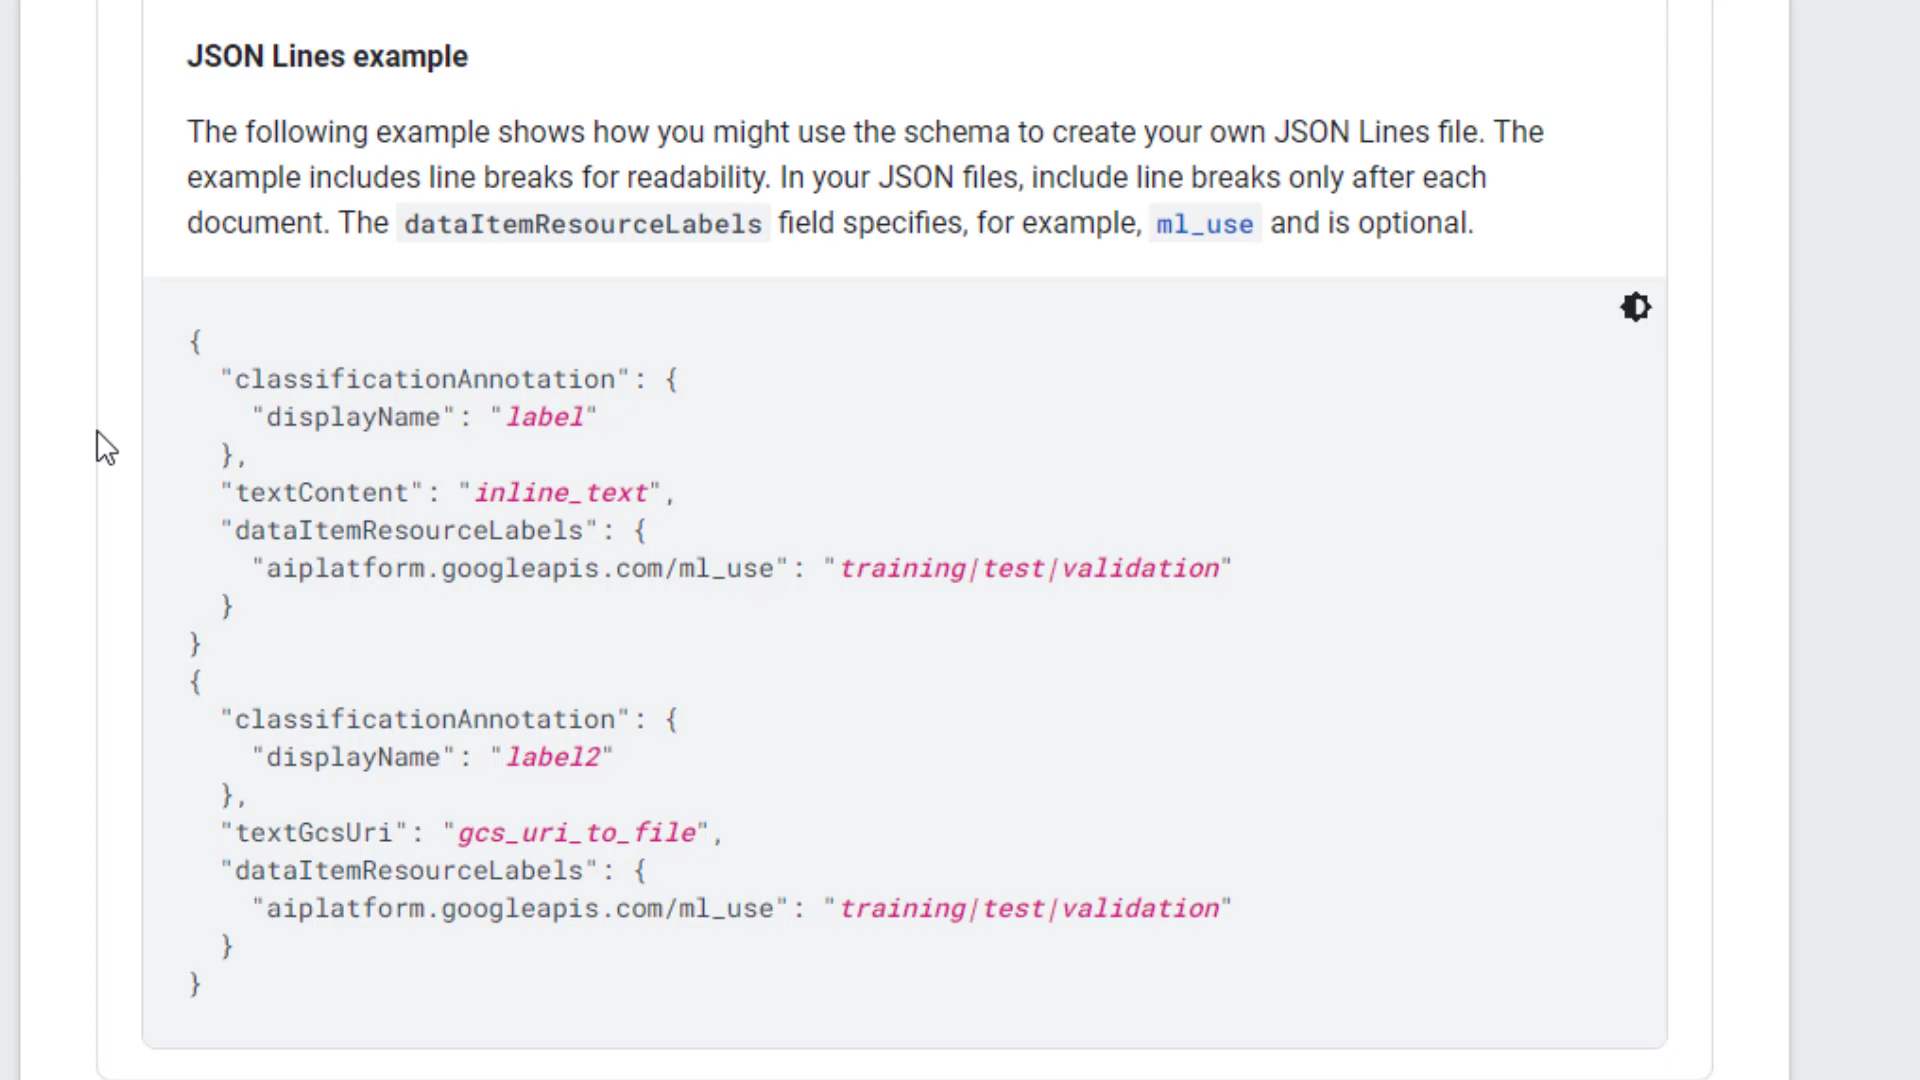 JSON Lines example
The following example shows how you might use the schema to create your own JSON Lines file. The
example includes line breaks for readability. In your JSON files, include line breaks only after each
document. The dataItemResourceLabels field specifies, for example, ml_use and is optional.
{
  "classificationAnnotation": {
    "displayName": "label"
  },
  "textContent": "inline_text",
  "dataItemResourceLabels": {
    "aiplatform.googleapis.com/ml_use": "training|test|validation"
  }
}
{
  "classificationAnnotation": {
    "displayName": "label2"
  },
  "textGcsUri": "gcs_uri_to_file",
  "dataItemResourceLabels": {
    "aiplatform.googleapis.com/ml_use": "training|test|validation"
  }
}